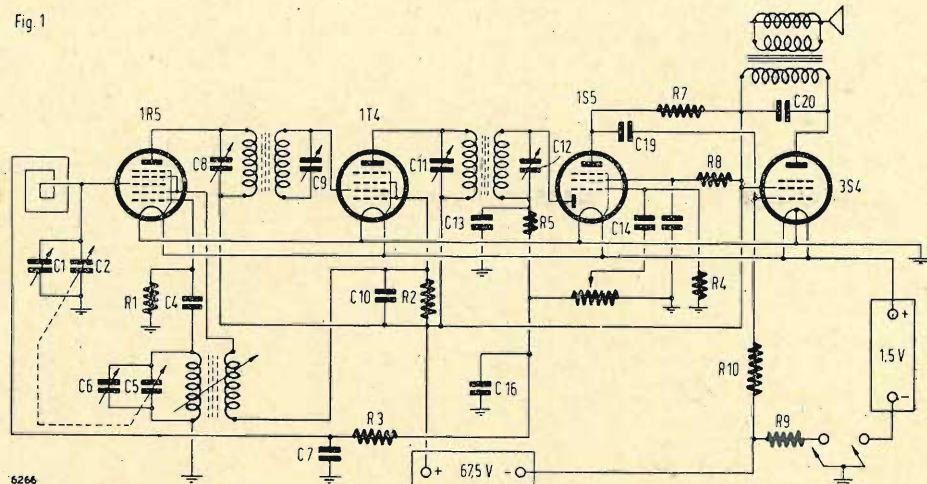 Fig. 1
1R5
1T4
1S5
3S4
R7
C20
C19
R8
C8
C9
C11
C12
C13
R5
C14
C1
C2
R1
C4
C10
R2
R4
C6
C5
C16
R10
R3
C7
R9
+ 67,5 V -
+
1,5 V
-
6266